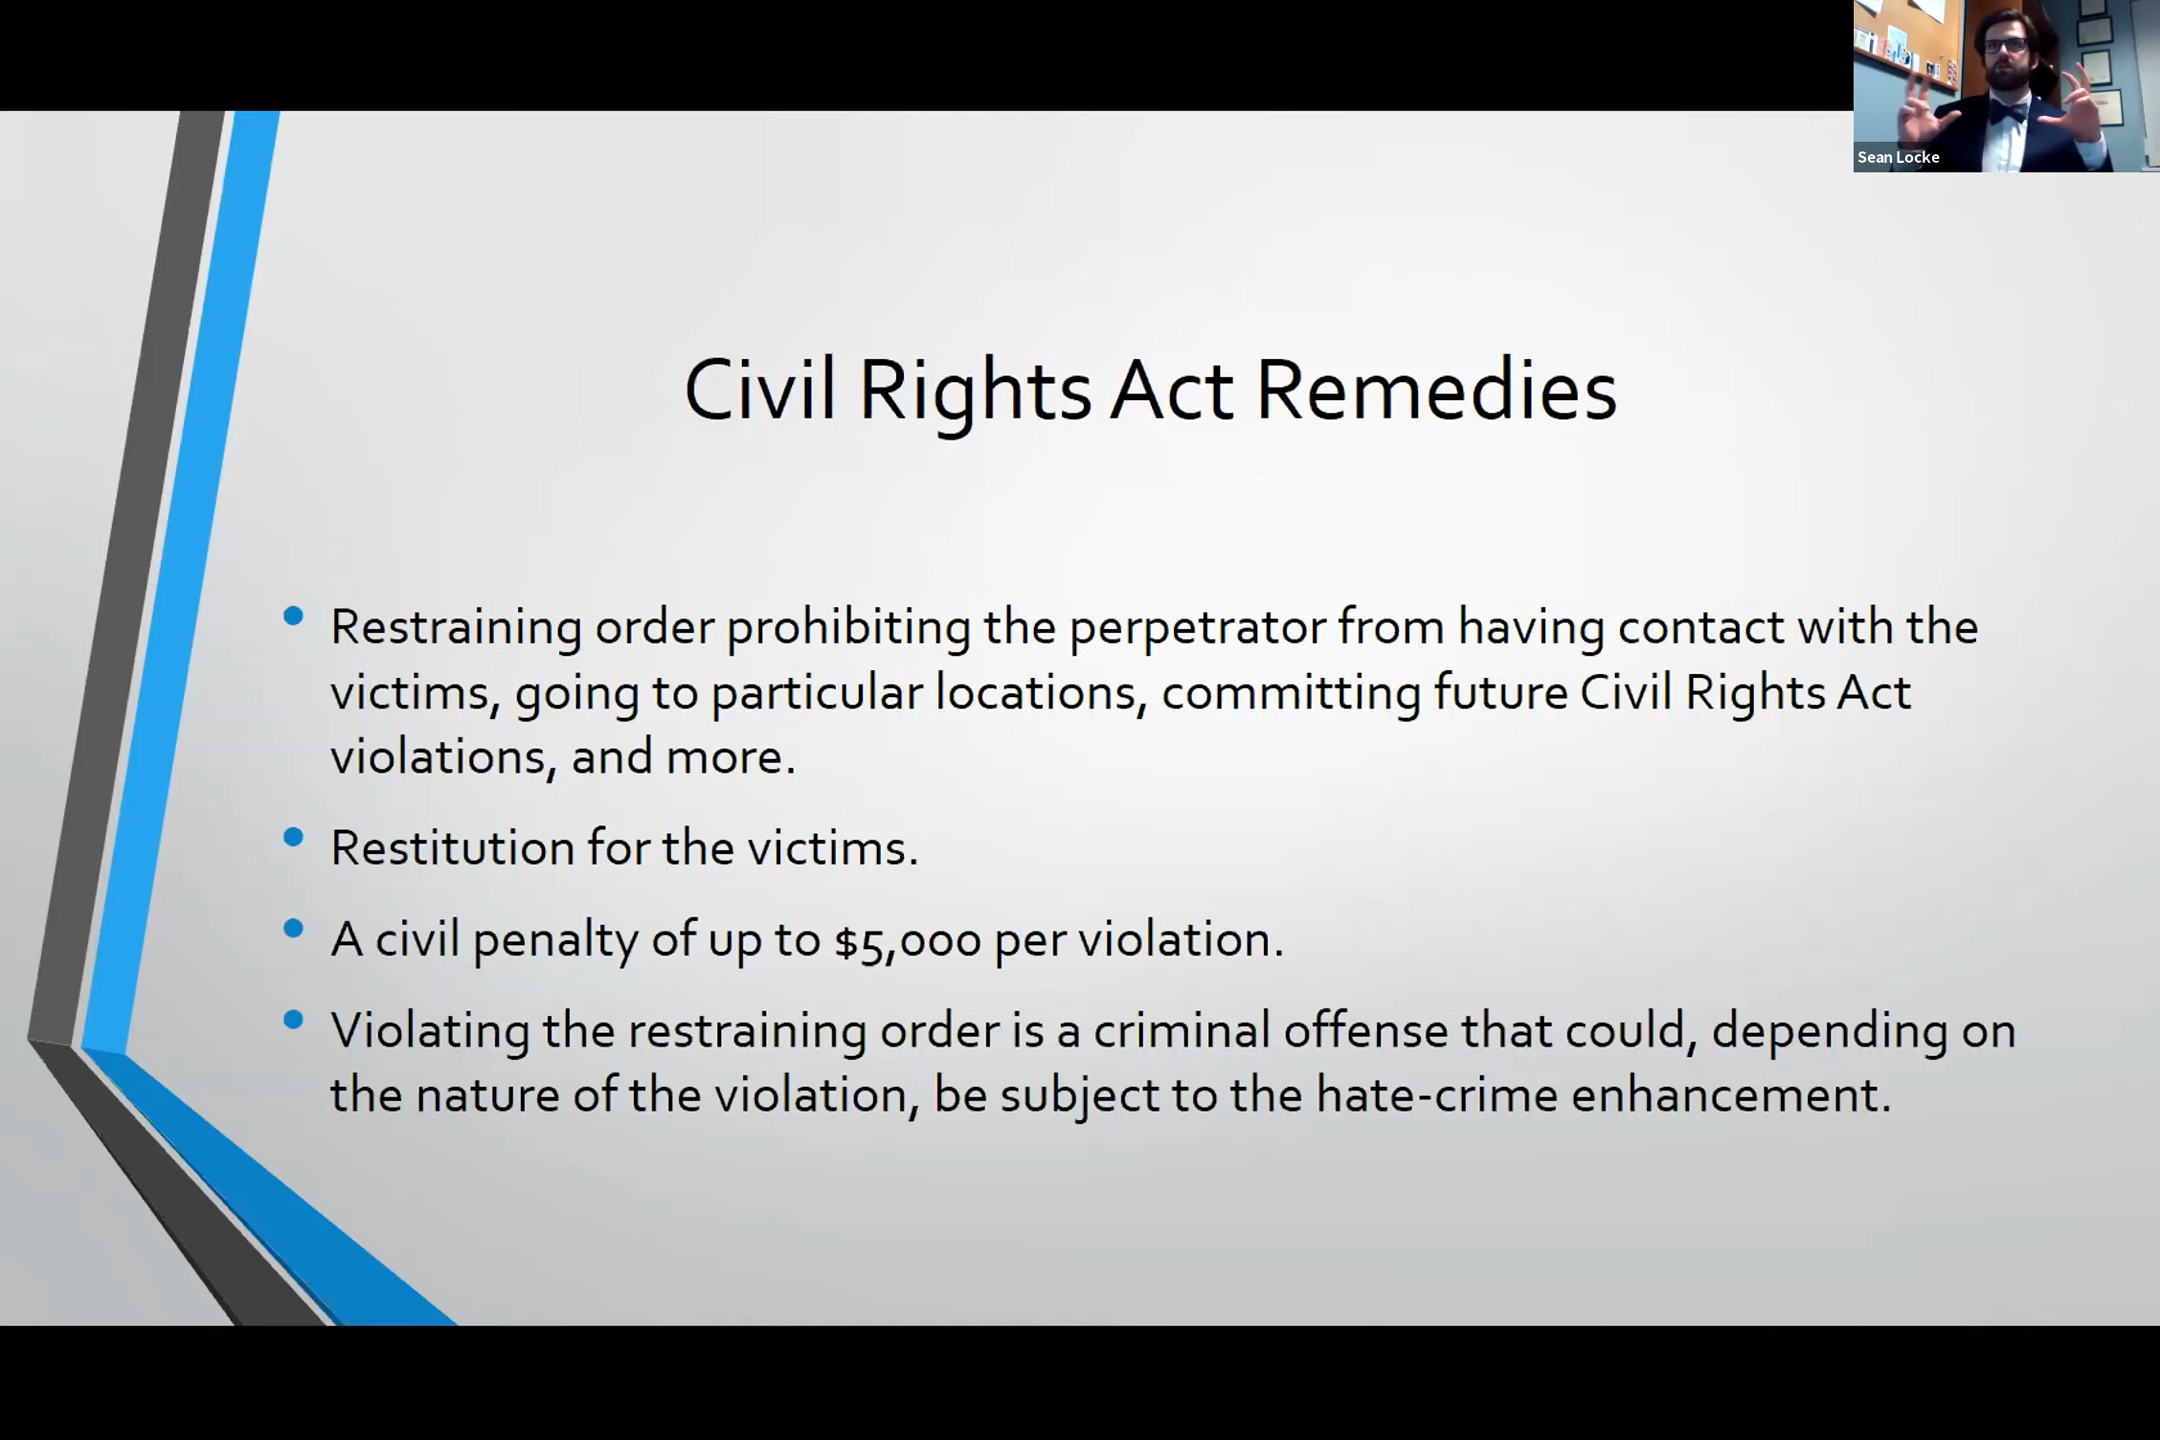 Sean Locke
Civil Rights Act Remedies
• Restraining order prohibiting the perpetrator from having contact with the
victims, going to particular locations, committing future Civil Rights Act
violations, and more.
• Restitution for the victims.
• A civil penalty of up to $5,000 per violation.
• Violating the restraining order is a criminal offense that could, depending on
the nature of the violation, be subject to the hate-crime enhancement.